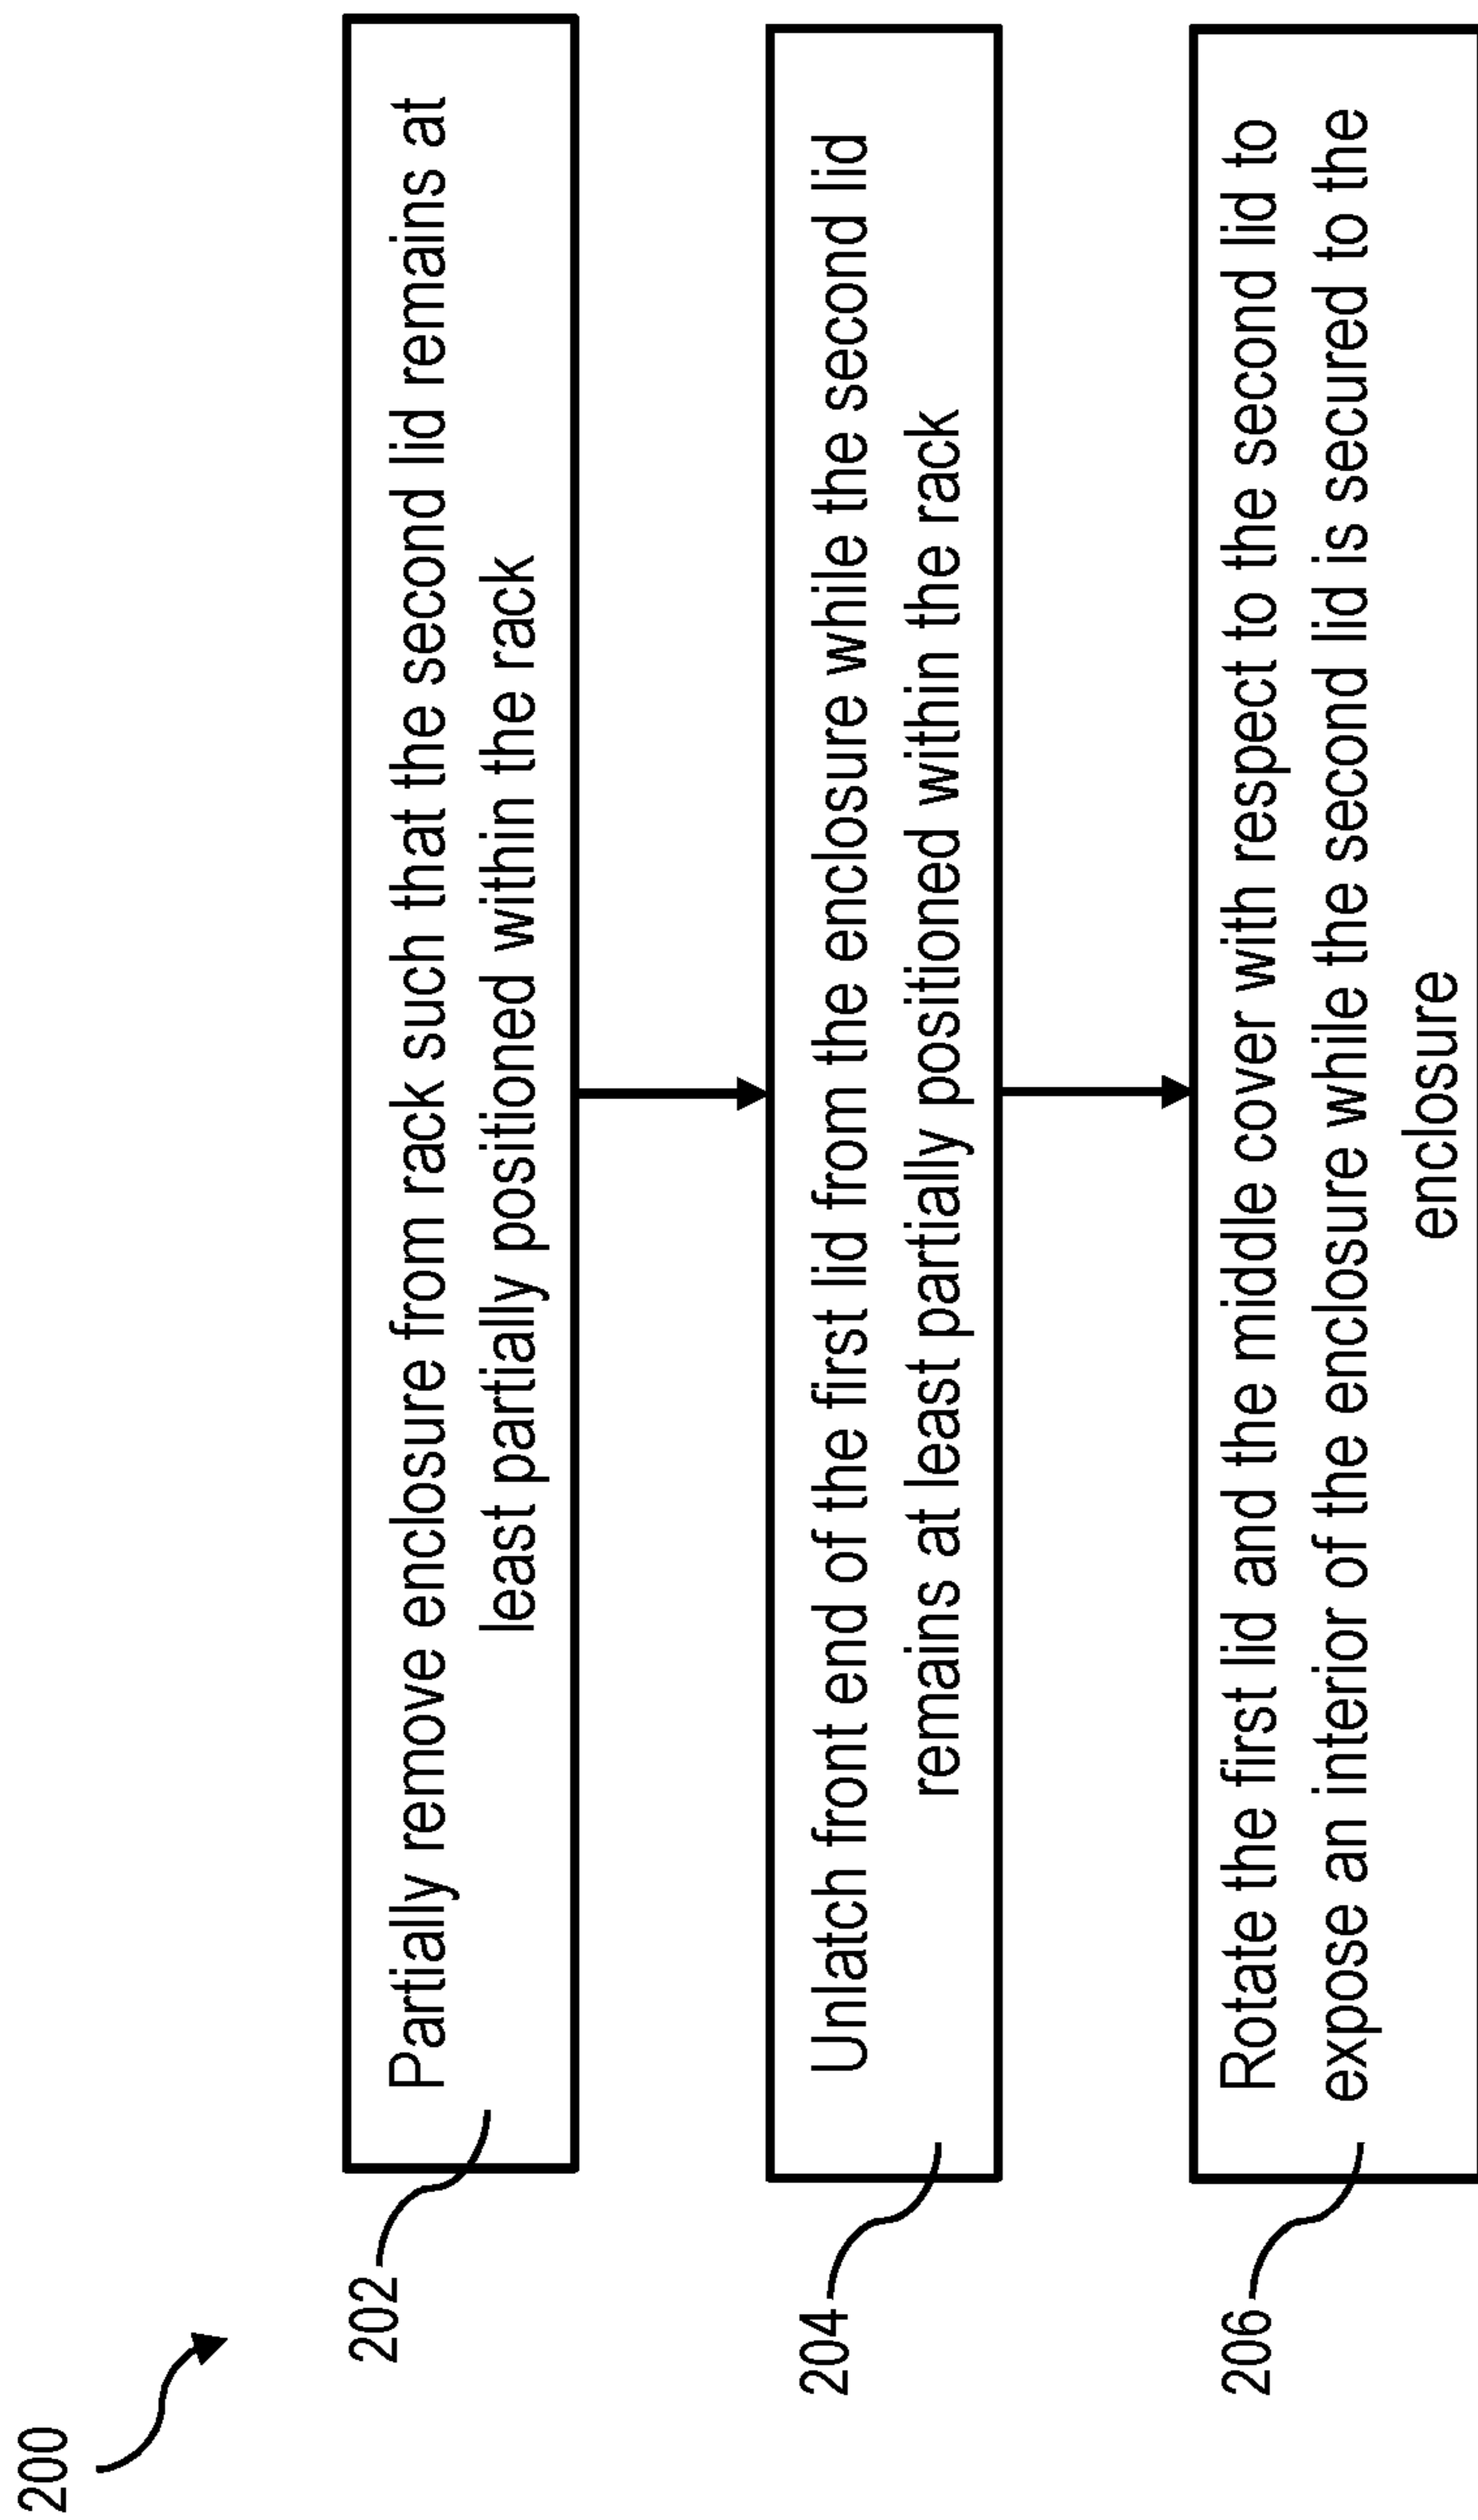 200
202
Partially remove enclosure from rack such that the second lid remains at
least partially positioned within the rack
204
Unlatch front end of the first lid from the enclosure while the second lid
remains at least partially positioned within the rack
206
Rotate the first lid and the middle cover with respect to the second lid to
expose an interior of the enclosure while the second lid is secured to the
enclosure